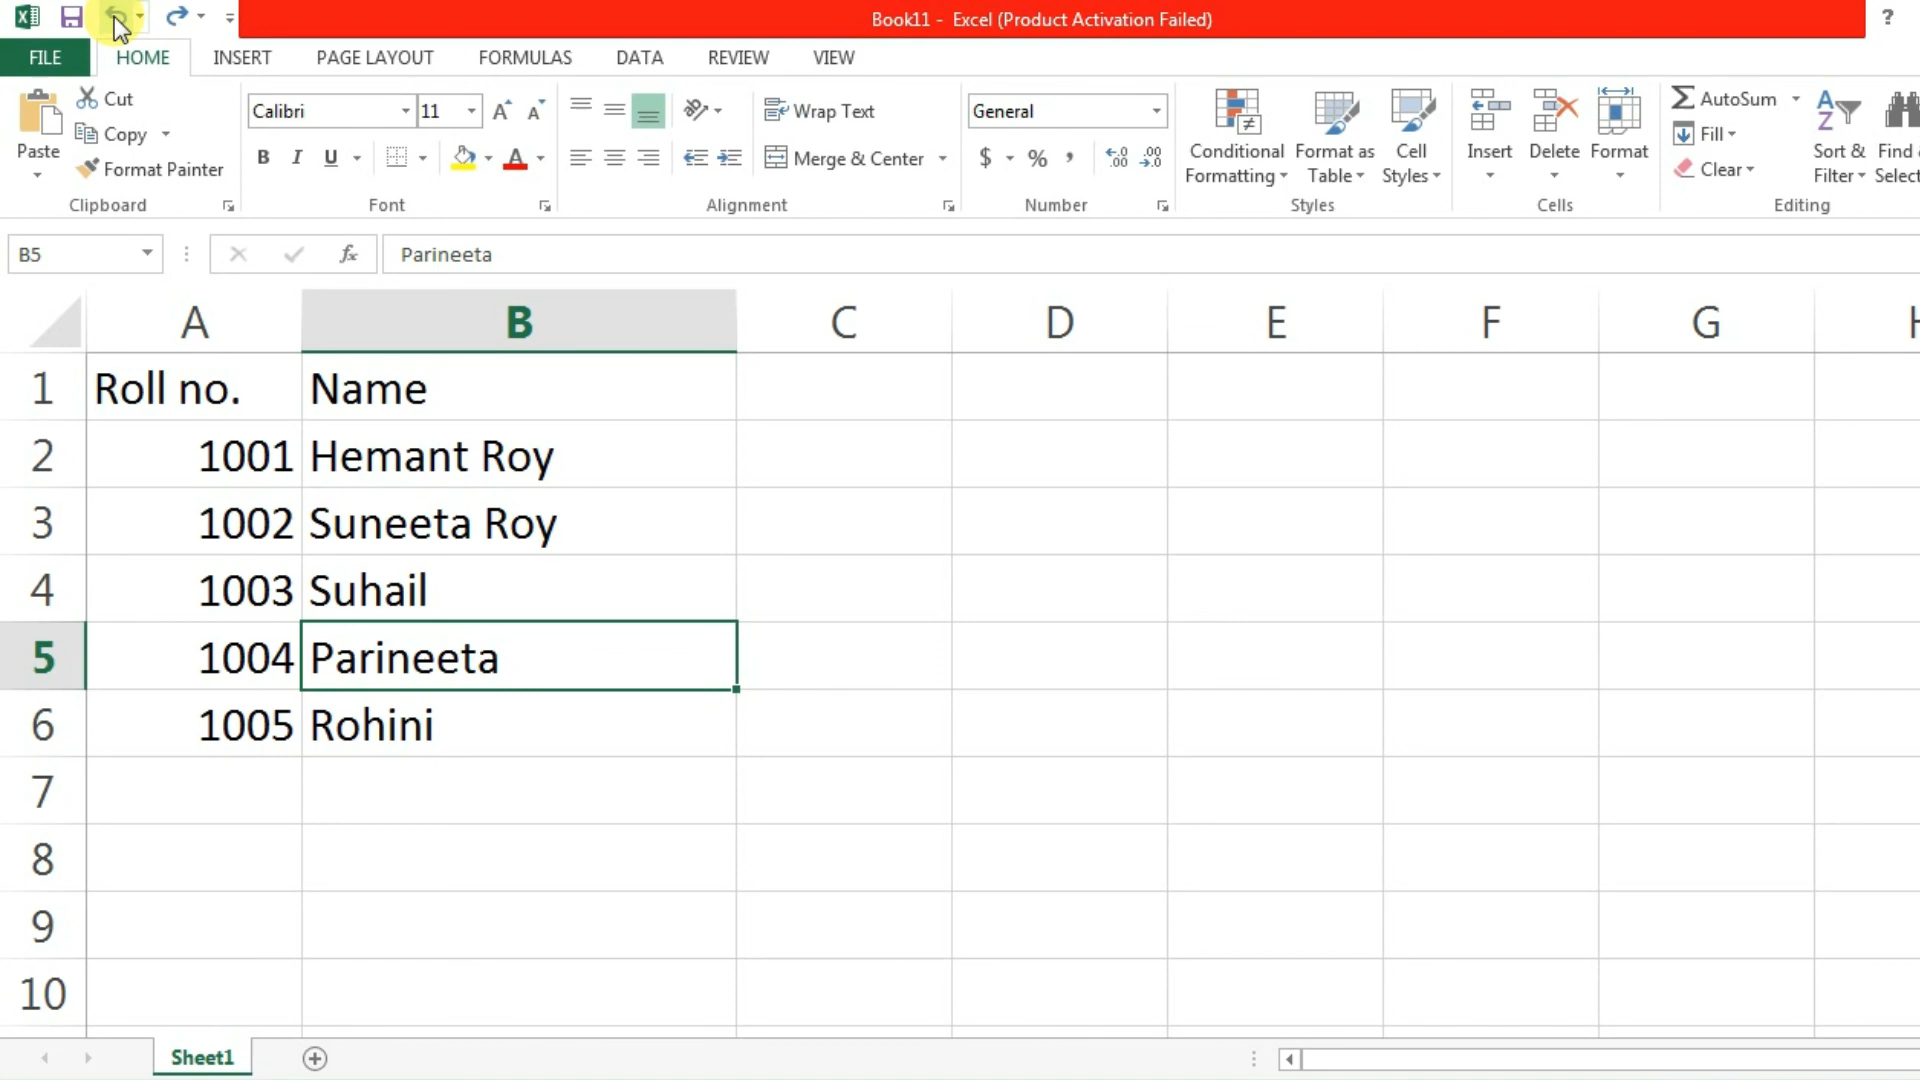 Book11 - Excel (Product Activation Failed)
?
FILE HOME INSERT PAGE LAYOUT FORMULAS DATA REVIEW VIEW
Paste
Cut
Copy
Format Painter
Clipboard
Calibri 11
B I U
Font
Wrap Text
Merge & Center
Alignment
General
$ % ,
Number
Conditional Formatting
Format as Table
Cell Styles
Styles
Insert
Delete
Format
Cells
AutoSum
Fill
Clear
Sort & Filter
Find &
Select
Editing
B5
fx
Parineeta
A B C D E F G H
1 Roll no. Name
2 1001 Hemant Roy
3 1002 Suneeta Roy
4 1003 Suhail
5 1004 Parineeta
6 1005 Rohini
7
8
9
10
Sheet1